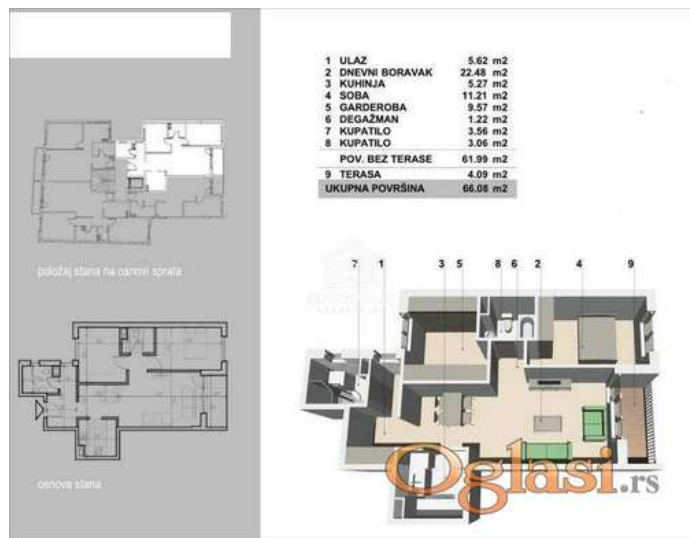 1 ULAZ 5.62 m2
2 DNEVNI BORAVAK 22.48 m2
3 KUHINJA 5.27 m2
4 SOBA 11.21 m2
5 GARDEROBA 9.57 m2
6 DEGAŽMAN 1.22 m2
7 KUPATILO 3.56 m2
8 KUPATILO 3.06 m2
POV. BEZ TERASE 61.99 m2
9 TERASA 4.09 m2
UKUPNA POVRŠINA 66.08 m2
položaj stana na osnovi sprata
7 1 3 5 8 6 2 4 9
osnova stana
Oglasi.rs